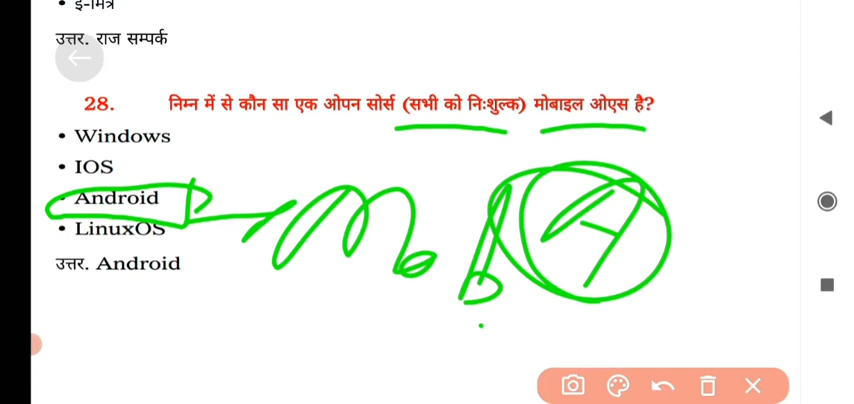 • ई-मित्र
उत्तर. राज सम्पर्क
28. निम्न में से कौन सा एक ओपन सोर्स (सभी को निःशुल्क) मोबाइल ओएस है?
• Windows
• IOS
• Android
• LinuxOS
उत्तर. Android